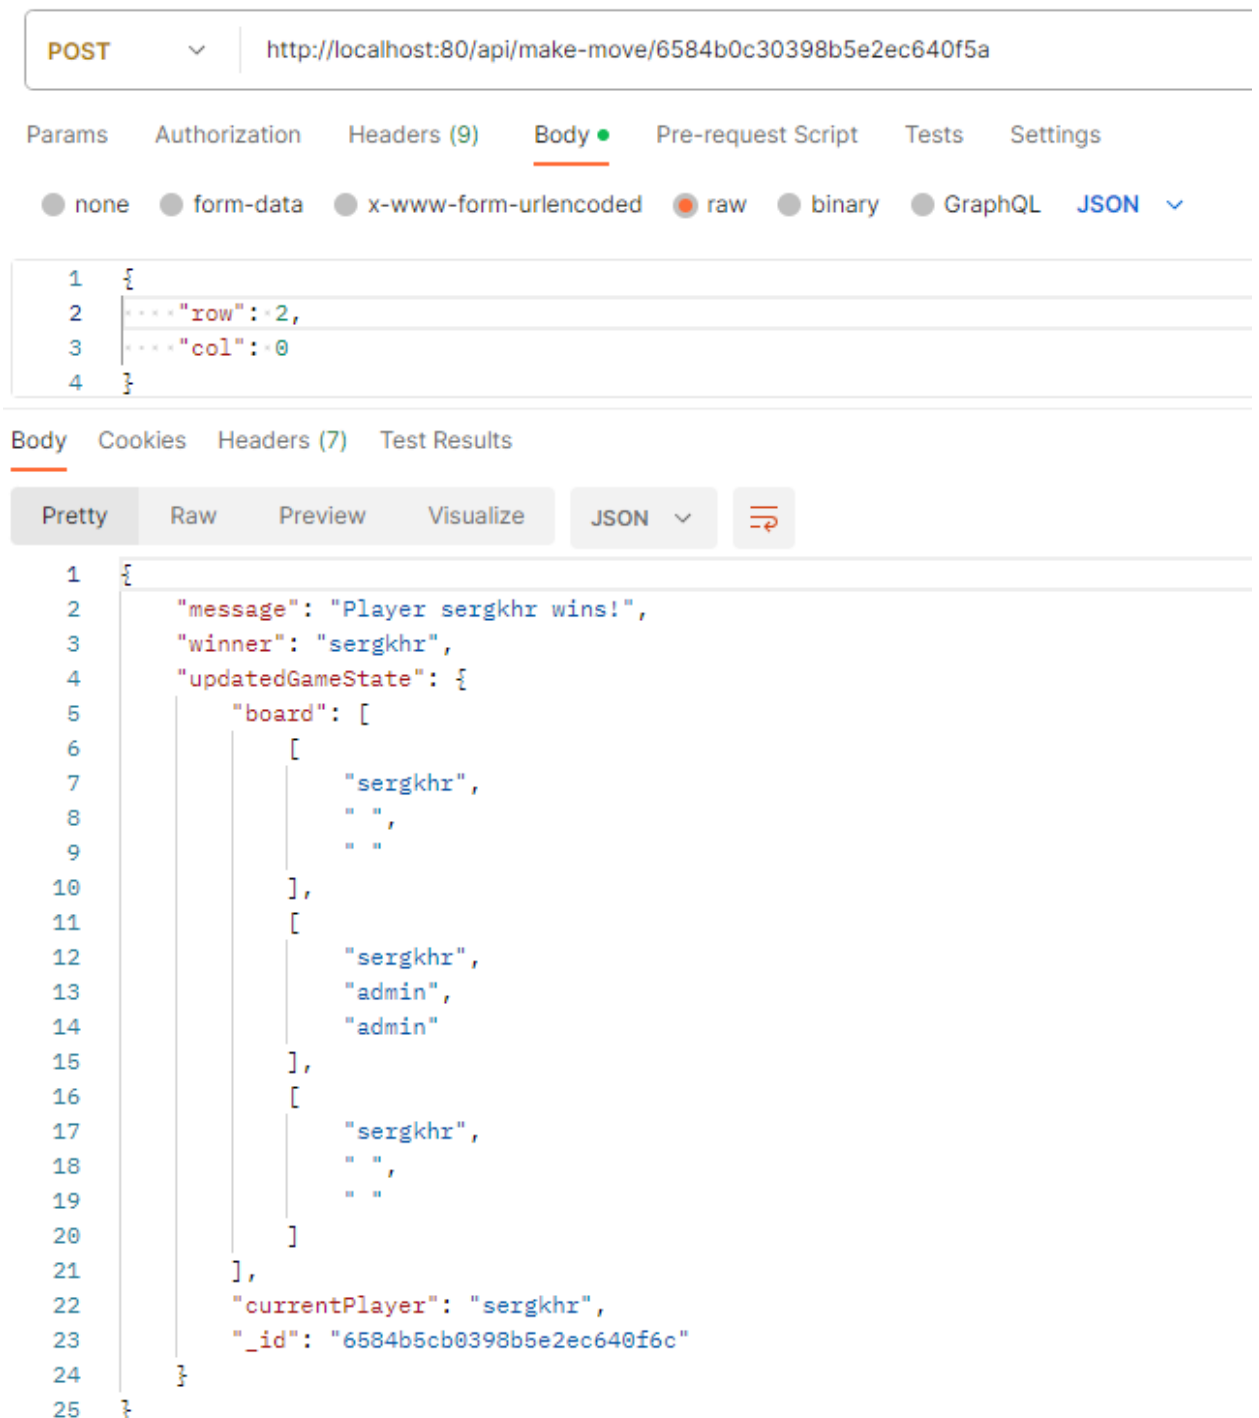 POST http://localhost:80/api/make-move/6584b0c30398b5e2ec640f5a
Params Authorization Headers (9) Body Pre-request Script Tests Settings
none form-data x-www-form-urlencoded raw binary GraphQL JSON
1 {
2 "row": 2,
3 "col": 0
4 }
Body Cookies Headers (7) Test Results
Pretty Raw Preview Visualize JSON
1 {
2 "message": "Player sergkhr wins!",
3 "winner": "sergkhr",
4 "updatedGameState": {
5 "board": [
6 [
7 "sergkhr",
8 " ",
9 " "
10 ],
11 [
12 "sergkhr",
13 "admin",
14 "admin"
15 ],
16 [
17 "sergkhr",
18 " ",
19 " "
20 ]
21 ],
22 "currentPlayer": "sergkhr",
23 "_id": "6584b5cb0398b5e2ec640f6c"
24 }
25 }